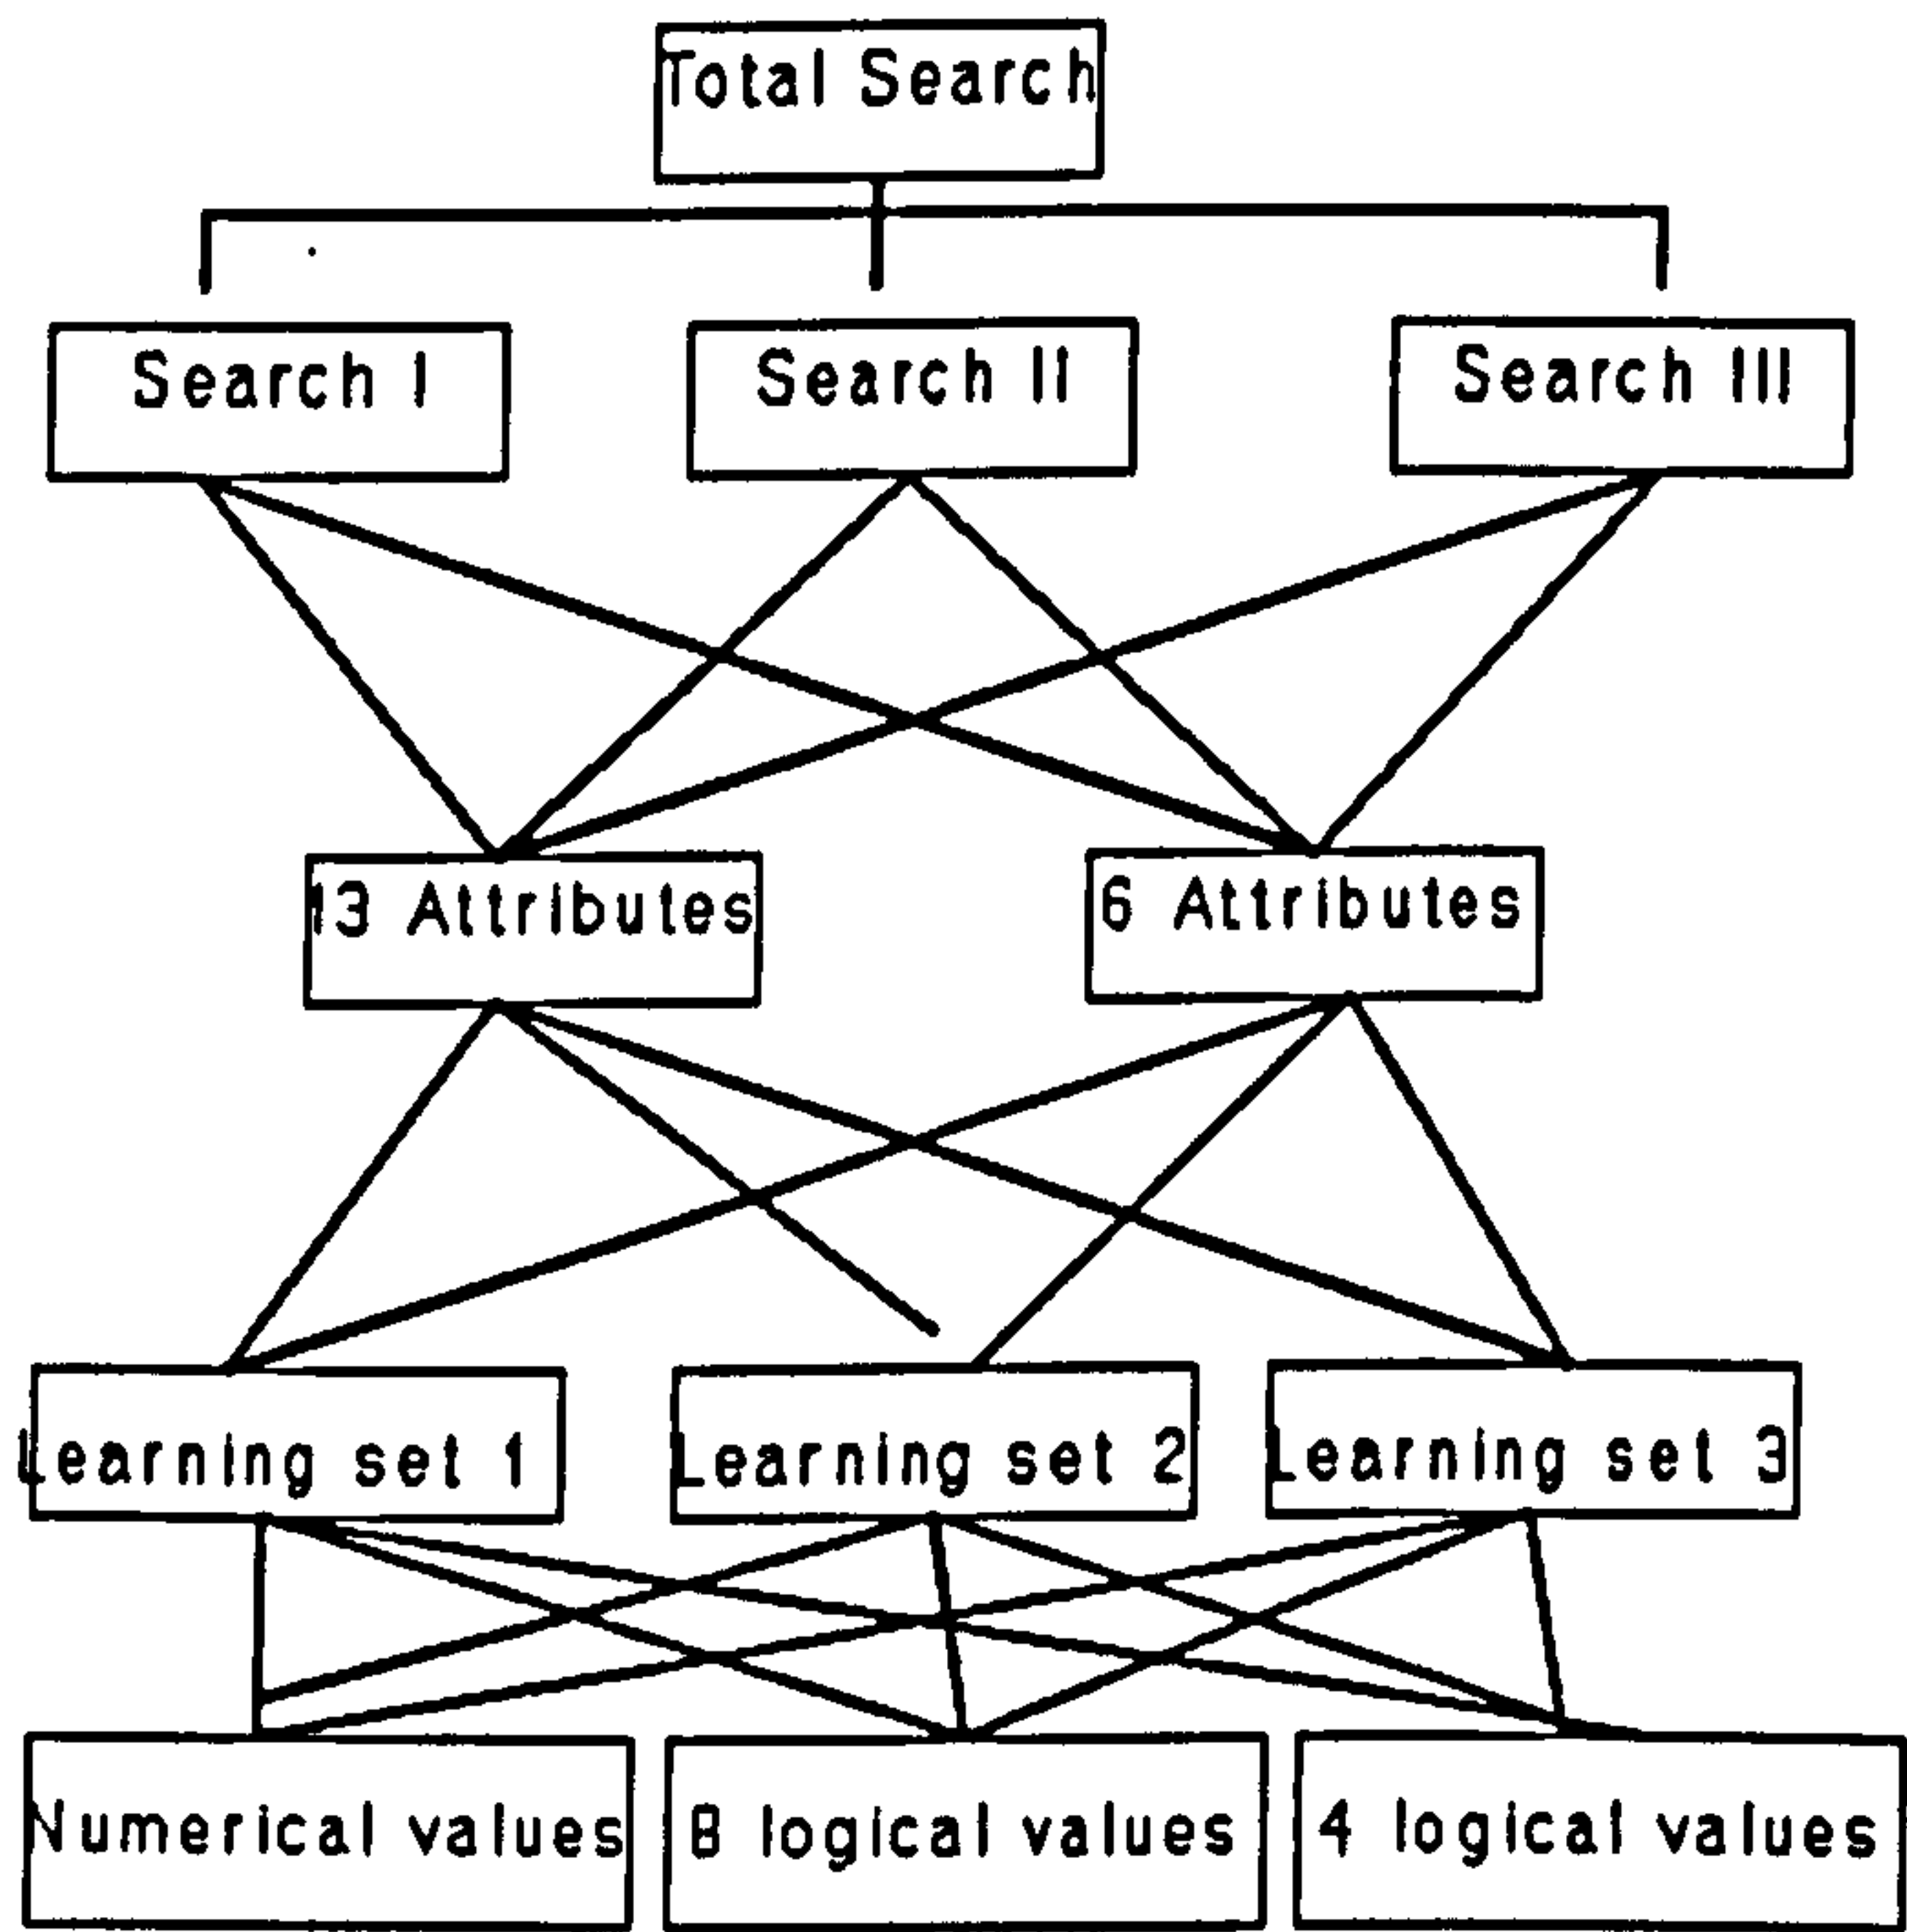 Total Search
Search I
Search II
Search III
13 Attributes
6 Attributes
Learning set 1
Learning set 2
Learning set 3
Numerical values
8 logical values
4 logical values